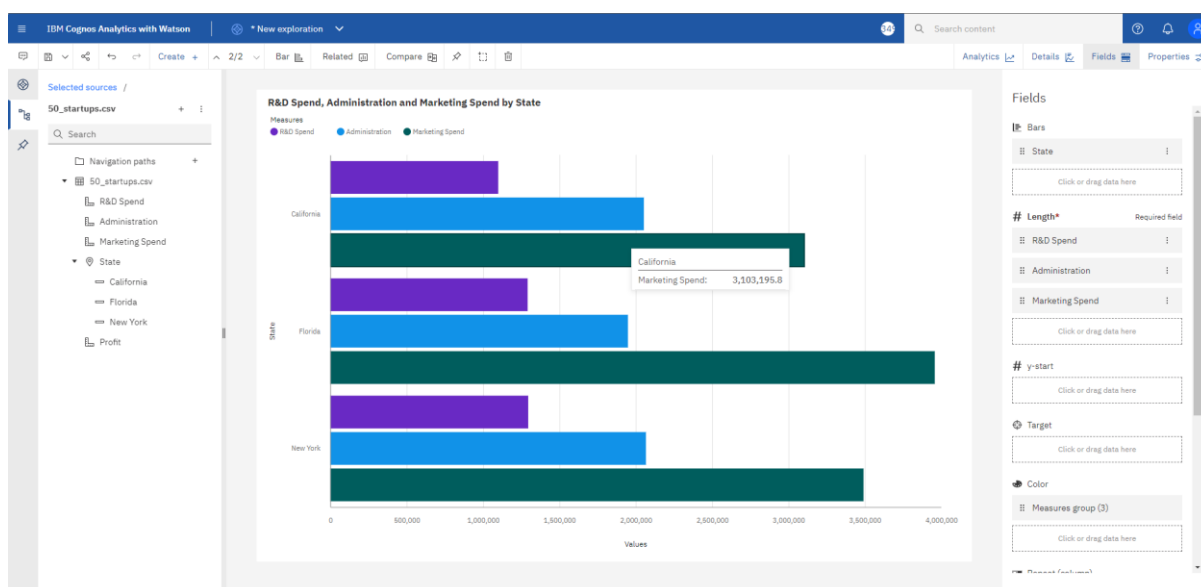 IBM Cognos Analytics with Watson
* New exploration
Search content
Create +
2/2
Bar
Related
Compare
Analytics
Details
Fields
Properties
Selected sources /
50_startups.csv
Search
Navigation paths
50_startups.csv
R&D Spend
Administration
Marketing Spend
State
California
Florida
New York
Profit
R&D Spend, Administration and Marketing Spend by State
Measures
R&D Spend Administration Marketing Spend
State
California
Florida
New York
California
Marketing Spend: 3,103,195.8
0 500,000 1,000,000 1,500,000 2,000,000 2,500,000 3,000,000 3,500,000 4,000,000
Values
Fields
Bars
State
Click or drag data here
# Length* Required field
R&D Spend
Administration
Marketing Spend
Click or drag data here
# y-start
Click or drag data here
Target
Click or drag data here
Color
Measures group (3)
Click or drag data here
Repeat (column)